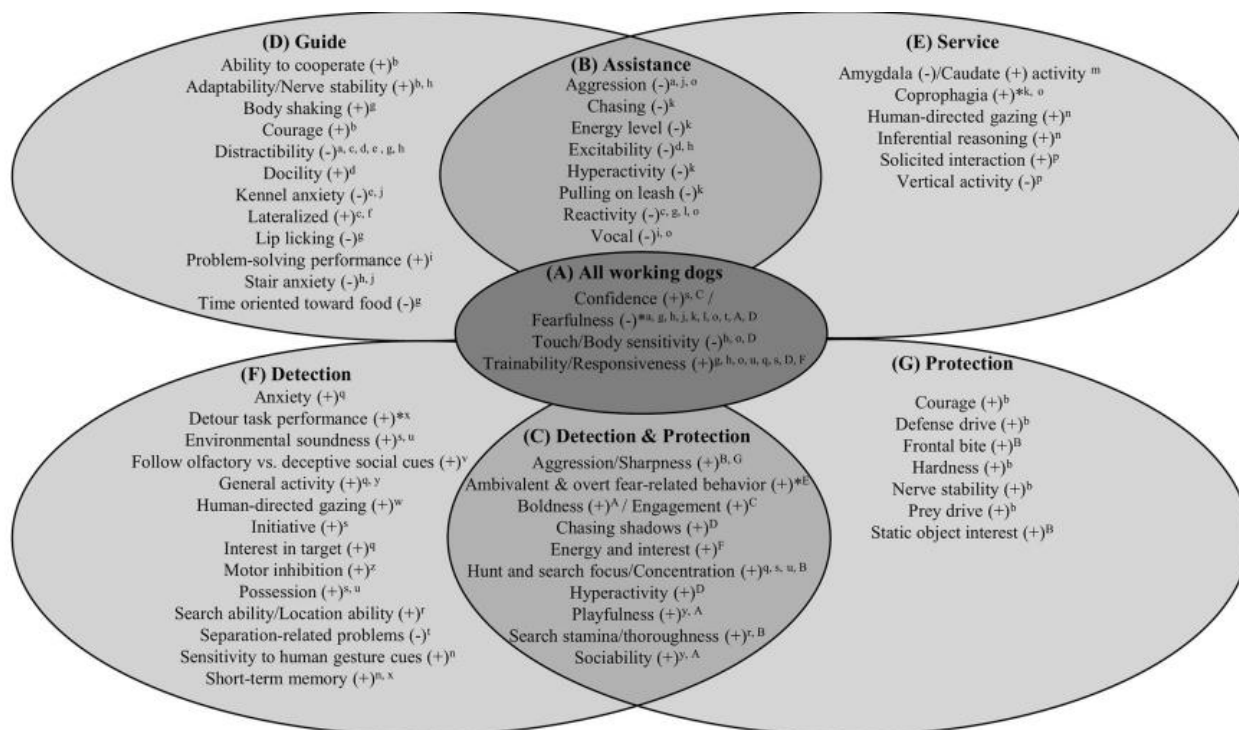 (D) Guide
Ability to cooperate (+)b
Adaptability/Nerve stability (+)b, h
Body shaking (+)g
Courage (+)b
Distractibility (-)a, c, d, e , g, h
Docility (+)d
Kennel anxiety (-)e, j
Lateralized (+)c, f
Lip licking (-)g
Problem-solving performance (+)i
Stair anxiety (-)h, j
Time oriented toward food (-)g
(B) Assistance
Aggression (-)a, j, o
Chasing (-)k
Energy level (-)k
Excitability (-)d, h
Hyperactivity (-)k
Pulling on leash (-)k
Reactivity (-)c, g, l, o
Vocal (-)i, o
(E) Service
Amygdala (-)/Caudate (+) activity m
Coprophagia (+)*k, o
Human-directed gazing (+)n
Inferential reasoning (+)n
Solicited interaction (+)p
Vertical activity (-)p
(A) All working dogs
Confidence (+)s, C /
Fearfulness (-)*a, g, h, j, k, l, o, t, A, D
Touch/Body sensitivity (-)h, o, D
Trainability/Responsiveness (+)g, h, o, u, q, s, D, F
(F) Detection
Anxiety (+)q
Detour task performance (+)*x
Environmental soundness (+)s, u
Follow olfactory vs. deceptive social cues (+)v
General activity (+)q, y
Human-directed gazing (+)w
Initiative (+)s
Interest in target (+)q
Motor inhibition (+)z
Possession (+)s, u
Search ability/Location ability (+)r
Separation-related problems (-)t
Sensitivity to human gesture cues (+)n
Short-term memory (+)n, x
(C) Detection & Protection
Aggression/Sharpness (+)B, G
Ambivalent & overt fear-related behavior (+)*E
Boldness (+)A / Engagement (+)C
Chasing shadows (+)D
Energy and interest (+)F
Hunt and search focus/Concentration (+)q, s, u, B
Hyperactivity (+)D
Playfulness (+)y, A
Search stamina/thoroughness (+)r, B
Sociability (+)y, A
(G) Protection
Courage (+)b
Defense drive (+)b
Frontal bite (+)B
Hardness (+)b
Nerve stability (+)b
Prey drive (+)b
Static object interest (+)B